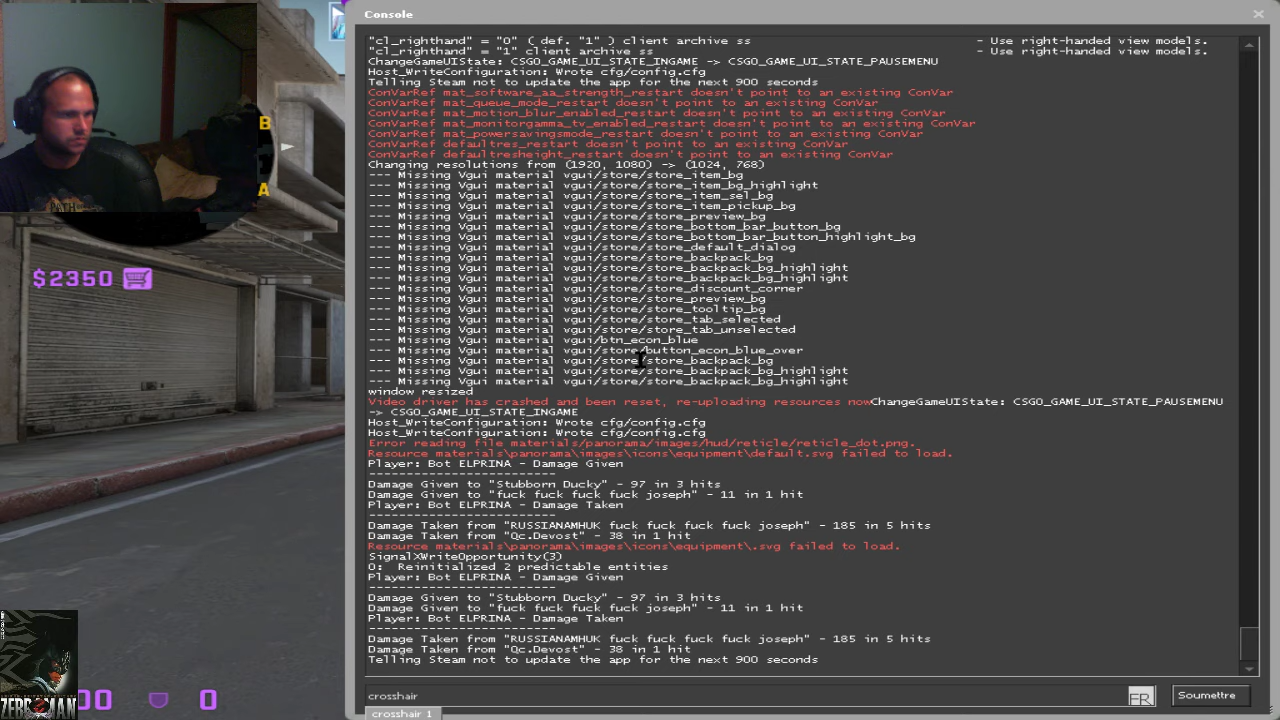 Console
"cl_righthand" = "0" ( def. "1" ) client archive ss - Use right-handed view models.
"cl_righthand" = "1" client archive ss - Use right-handed view models.
ChangeGameUIState: CSGO_GAME_UI_STATE_INGAME -> CSGO_GAME_UI_STATE_PAUSEMENU
Host_WriteConfiguration: Wrote cfg/config.cfg
Telling Steam not to update the app for the next 900 seconds
ConVarRef mat_software_aa_strength_restart doesn't point to an existing ConVar
ConVarRef mat_queue_mode_restart doesn't point to an existing ConVar
ConVarRef mat_motion_blur_enabled_restart doesn't point to an existing ConVar
ConVarRef mat_monitorgamma_tv_enabled_restart doesn't point to an existing ConVar
ConVarRef mat_powersavingsmode_restart doesn't point to an existing ConVar
ConVarRef defaultres_restart doesn't point to an existing ConVar
ConVarRef defaultresheight_restart doesn't point to an existing ConVar
Changing resolutions from (1920, 1080) -> (1024, 768)
--- Missing Vgui material vgui/store/store_item_bg
--- Missing Vgui material vgui/store/store_item_bg_highlight
--- Missing Vgui material vgui/store/store_item_sel_bg
--- Missing Vgui material vgui/store/store_item_pickup_bg
--- Missing Vgui material vgui/store/store_preview_bg
--- Missing Vgui material vgui/store/store_bottom_bar_button_bg
--- Missing Vgui material vgui/store/store_bottom_bar_button_highlight_bg
--- Missing Vgui material vgui/store/store_default_dialog
--- Missing Vgui material vgui/store/store_backpack_bg
--- Missing Vgui material vgui/store/store_backpack_bg_highlight
--- Missing Vgui material vgui/store/store_backpack_bg_highlight
--- Missing Vgui material vgui/store/store_discount_corner
--- Missing Vgui material vgui/store/store_preview_bg
--- Missing Vgui material vgui/store/store_tooltip_bg
--- Missing Vgui material vgui/store/store_tab_selected
--- Missing Vgui material vgui/store/store_tab_unselected
--- Missing Vgui material vgui/btn_econ_blue
--- Missing Vgui material vgui/store/button_econ_blue_over
--- Missing Vgui material vgui/store/store_backpack_bg
--- Missing Vgui material vgui/store/store_backpack_bg_highlight
--- Missing Vgui material vgui/store/store_backpack_bg_highlight
window resized
Video driver has crashed and been reset, re-uploading resources nowChangeGameUIState: CSGO_GAME_UI_STATE_PAUSEMENU
-> CSGO_GAME_UI_STATE_INGAME
Host_WriteConfiguration: Wrote cfg/config.cfg
Host_WriteConfiguration: Wrote cfg/config.cfg
Error reading file materials/panorama/images/hud/reticle/reticle_dot.png.
Resource materials\panorama\images\icons\equipment\default.svg failed to load.
Player: Bot ELPRINA - Damage Given
-------------------------
Damage Given to "Stubborn Ducky" - 97 in 3 hits
Damage Given to "fuck fuck fuck fuck joseph" - 11 in 1 hit
Player: Bot ELPRINA - Damage Taken
-------------------------
Damage Taken from "RUSSIANAMHUK fuck fuck fuck fuck joseph" - 185 in 5 hits
Damage Taken from "Qc.Devost" - 38 in 1 hit
Resource materials\panorama\images\icons\equipment\.svg failed to load.
SignalXWriteOpportunity(3)
0: Reinitialized 2 predictable entities
Player: Bot ELPRINA - Damage Given
-------------------------
Damage Given to "Stubborn Ducky" - 97 in 3 hits
Damage Given to "fuck fuck fuck fuck joseph" - 11 in 1 hit
Player: Bot ELPRINA - Damage Taken
-------------------------
Damage Taken from "RUSSIANAMHUK fuck fuck fuck fuck joseph" - 185 in 5 hits
Damage Taken from "Qc.Devost" - 38 in 1 hit
Telling Steam not to update the app for the next 900 seconds
crosshair
FR
Soumettre
crosshair 1
B
A
PATH
$2350
00
0